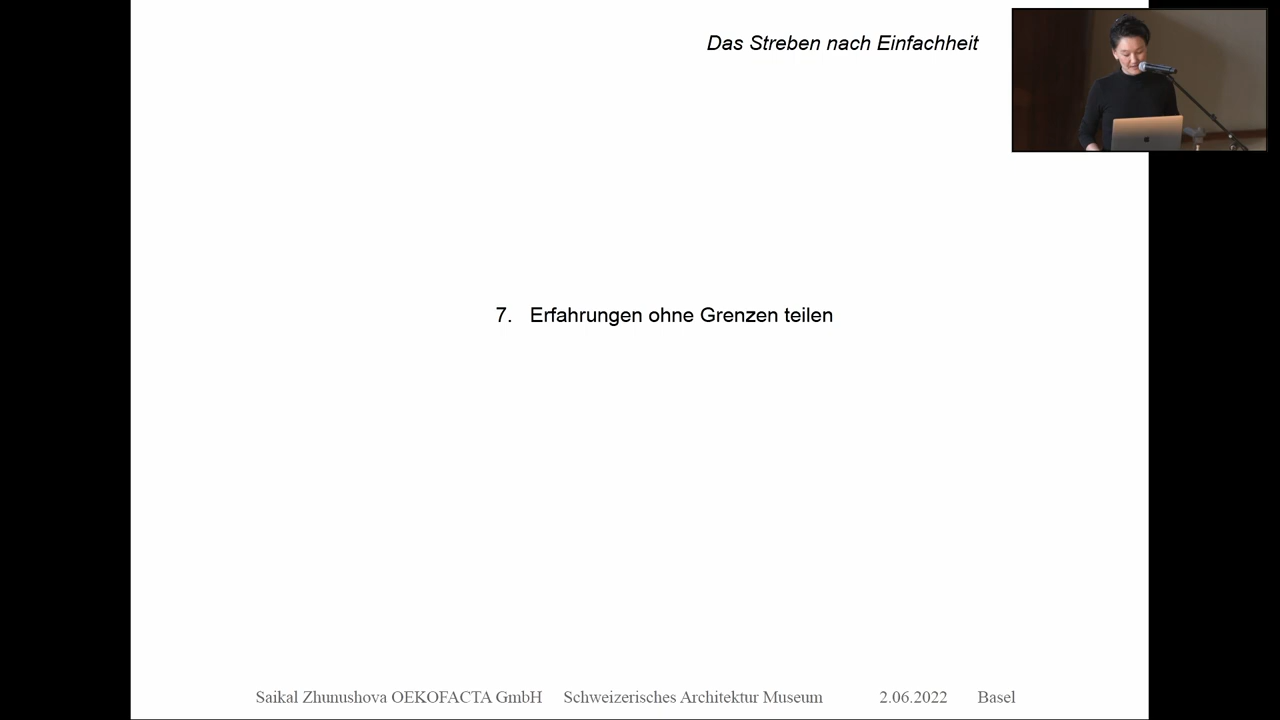 Das Streben nach Einfachheit
7. Erfahrungen ohne Grenzen teilen
Saikal Zhunushova OEKOFACTA GmbH Schweizerisches Architektur Museum 2.06.2022 Basel